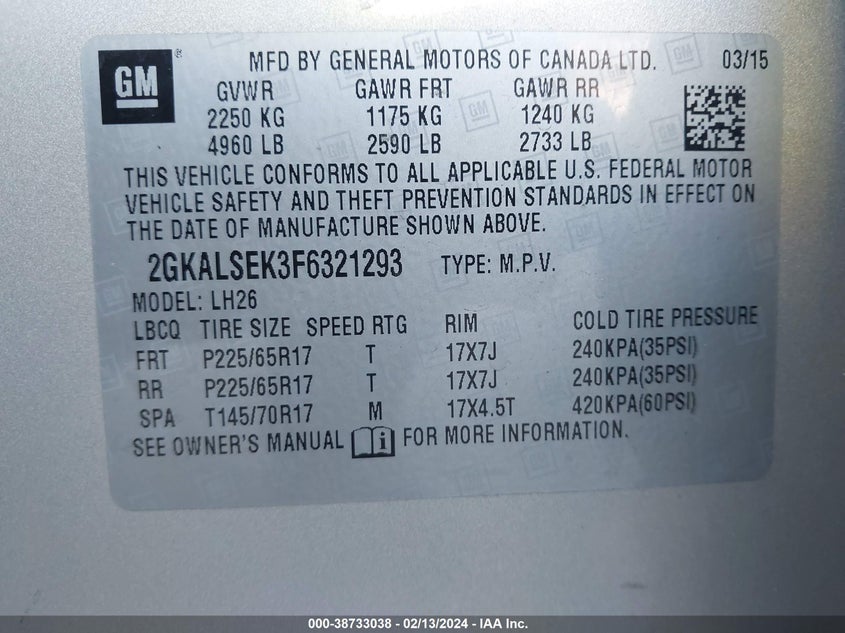 GM ® MFD BY GENERAL MOTORS OF CANADA LTD. 03/15
GVWR GAWR FRT GAWR RR
2250 KG 1175 KG 1240 KG
4960 LB 2590 LB 2733 LB
THIS VEHICLE CONFORMS TO ALL APPLICABLE U.S. FEDERAL MOTOR
VEHICLE SAFETY AND THEFT PREVENTION STANDARDS IN EFFECT ON
THE DATE OF MANUFACTURE SHOWN ABOVE.
2GKALSEK3F6321293 TYPE: M.P.V.
MODEL: LH26
LBCQ TIRE SIZE SPEED RTG RIM COLD TIRE PRESSURE
FRT P225/65R17 T 17X7J 240KPA(35PSI)
RR P225/65R17 T 17X7J 240KPA(35PSI)
SPA T145/70R17 M 17X4.5T 420KPA(60PSI)
SEE OWNER'S MANUAL i FOR MORE INFORMATION.
000-38733038 - 02/13/2024 - IAA Inc.